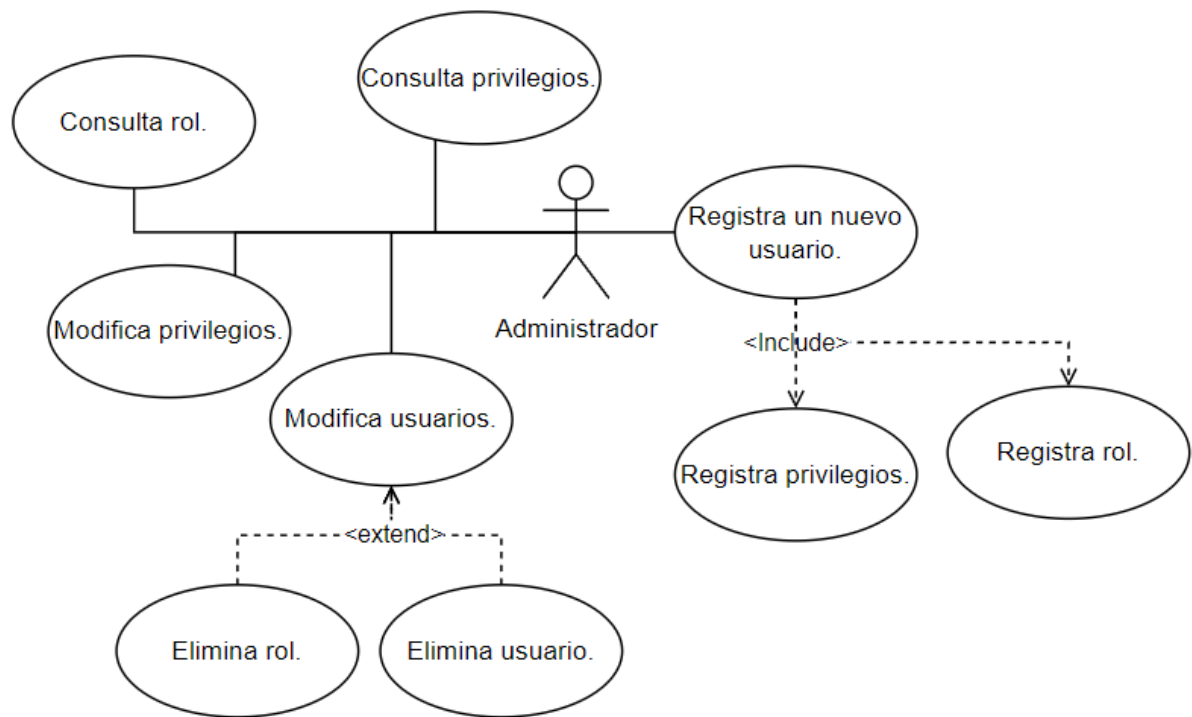 Consulta privilegios.
Consulta rol.
Registra un nuevo
usuario.
Modifica privilegios.
Administrador
<Include>
Modifica usuarios.
Registra privilegios.
Registra rol.
<extend>
Elimina rol.
Elimina usuario.